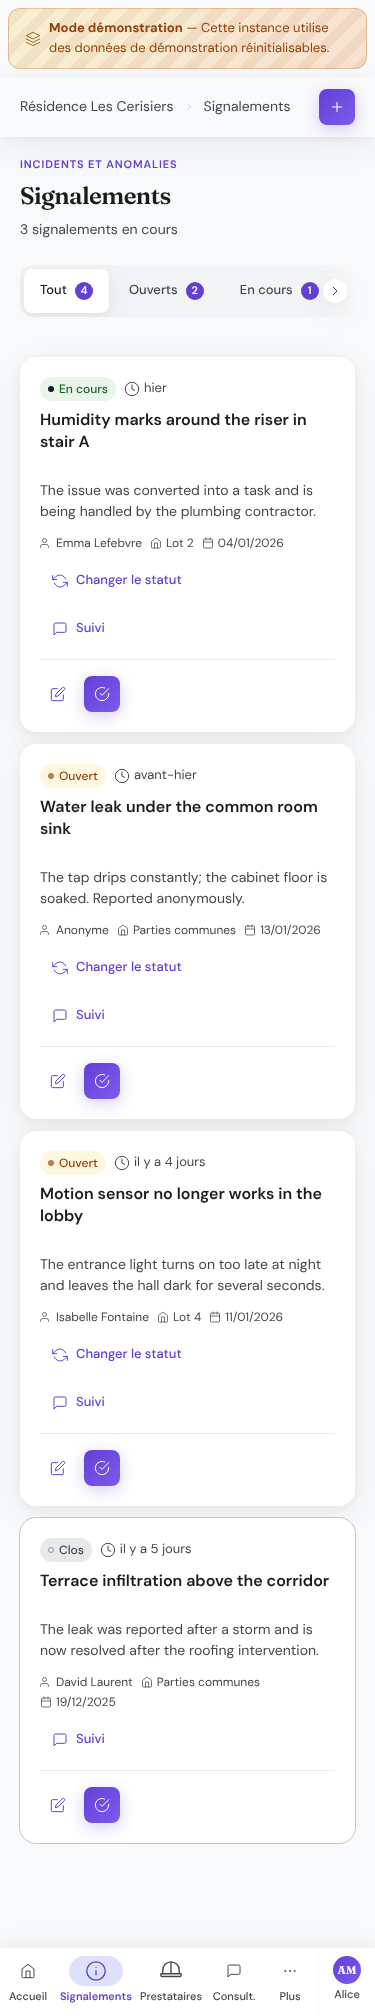 Mode démonstration — Cette instance utilise
des données de démonstration réinitialisables.
Résidence Les Cerisiers
Signalements
INCIDENTS ET ANOMALIES
Signalements
3 signalements en cours
Tout 4
Ouverts 2
En cours 1
En cours
hier
Humidity marks around the riser in
stair A
The issue was converted into a task and is
being handled by the plumbing contractor.
Emma Lefebvre Lot 2 04/01/2026
Changer le statut
Suivi
Ouvert
avant-hier
Water leak under the common room
sink
The tap drips constantly; the cabinet floor is
soaked. Reported anonymously.
Anonyme Parties communes 13/01/2026
Changer le statut
Suivi
Ouvert
il y a 4 jours
Motion sensor no longer works in the
lobby
The entrance light turns on too late at night
and leaves the hall dark for several seconds.
Isabelle Fontaine Lot 4 11/01/2026
Changer le statut
Suivi
Clos
il y a 5 jours
Terrace infiltration above the corridor
The leak was reported after a storm and is
now resolved after the roofing intervention.
David Laurent Parties communes
19/12/2025
Suivi
Accueil
Signalements
Prestataires
Consult.
Plus
AM
Alice